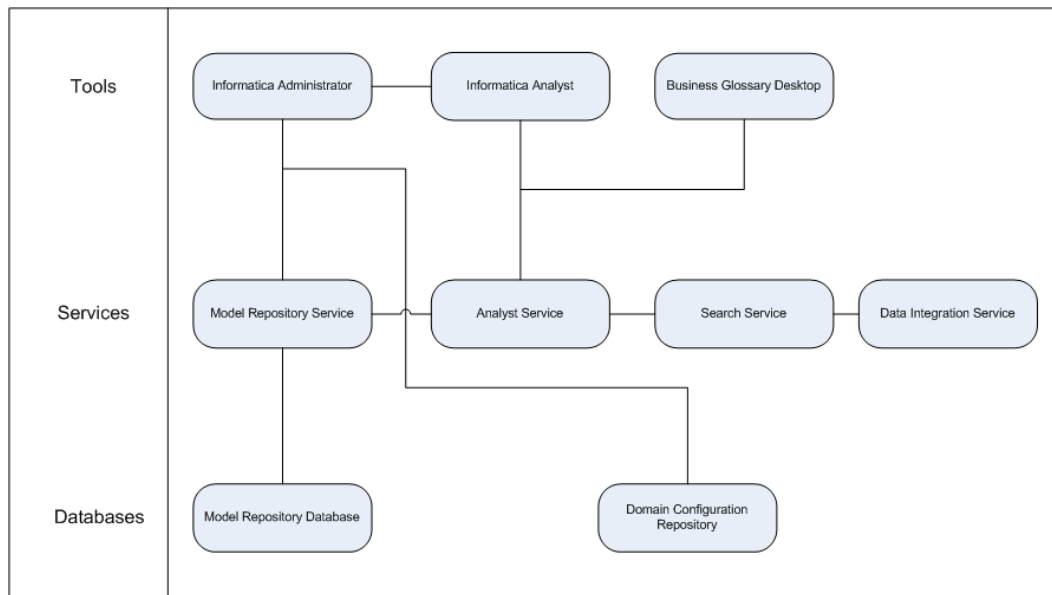 Tools
Informatica Administrator
Informatica Analyst
Business Glossary Desktop
Services
Model Repository Service
Analyst Service
Search Service
Data Integration Service
Databases
Model Repository Database
Domain Configuration
Repository